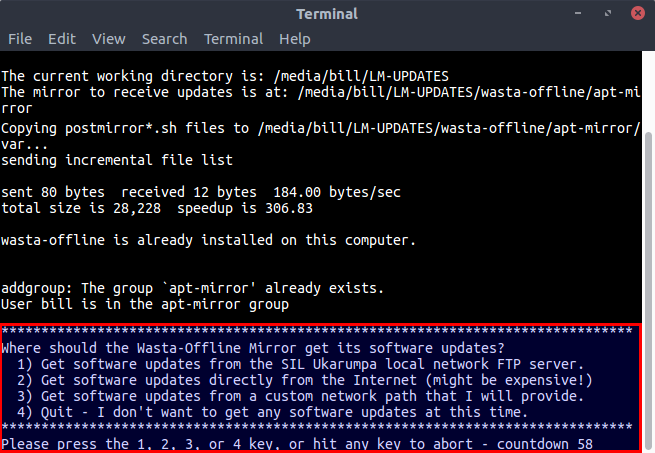 Terminal
File Edit View Search Terminal Help
The current working directory is: /media/bill/LM-UPDATES
The mirror to receive updates is at: /media/bill/LM-UPDATES/wasta-offline/apt-mi
rror
Copying postmirror*.sh files to /media/bill/LM-UPDATES/wasta-offline/apt-mirror/
var...
sending incremental file list
sent 80 bytes  received 12 bytes  184.00 bytes/sec
total size is 28,228  speedup is 306.83
wasta-offline is already installed on this computer.
addgroup: The group `apt-mirror' already exists.
User bill is in the apt-mirror group
*******************************************************************************
Where should the Wasta-Offline Mirror get its software updates?
  1) Get software updates from the SIL Ukarumpa local network FTP server.
  2) Get software updates directly from the Internet (might be expensive!)
  3) Get software updates from a custom network path that I will provide.
  4) Quit - I don't want to get any software updates at this time.
*******************************************************************************
Please press the 1, 2, 3, or 4 key, or hit any key to abort - countdown 58